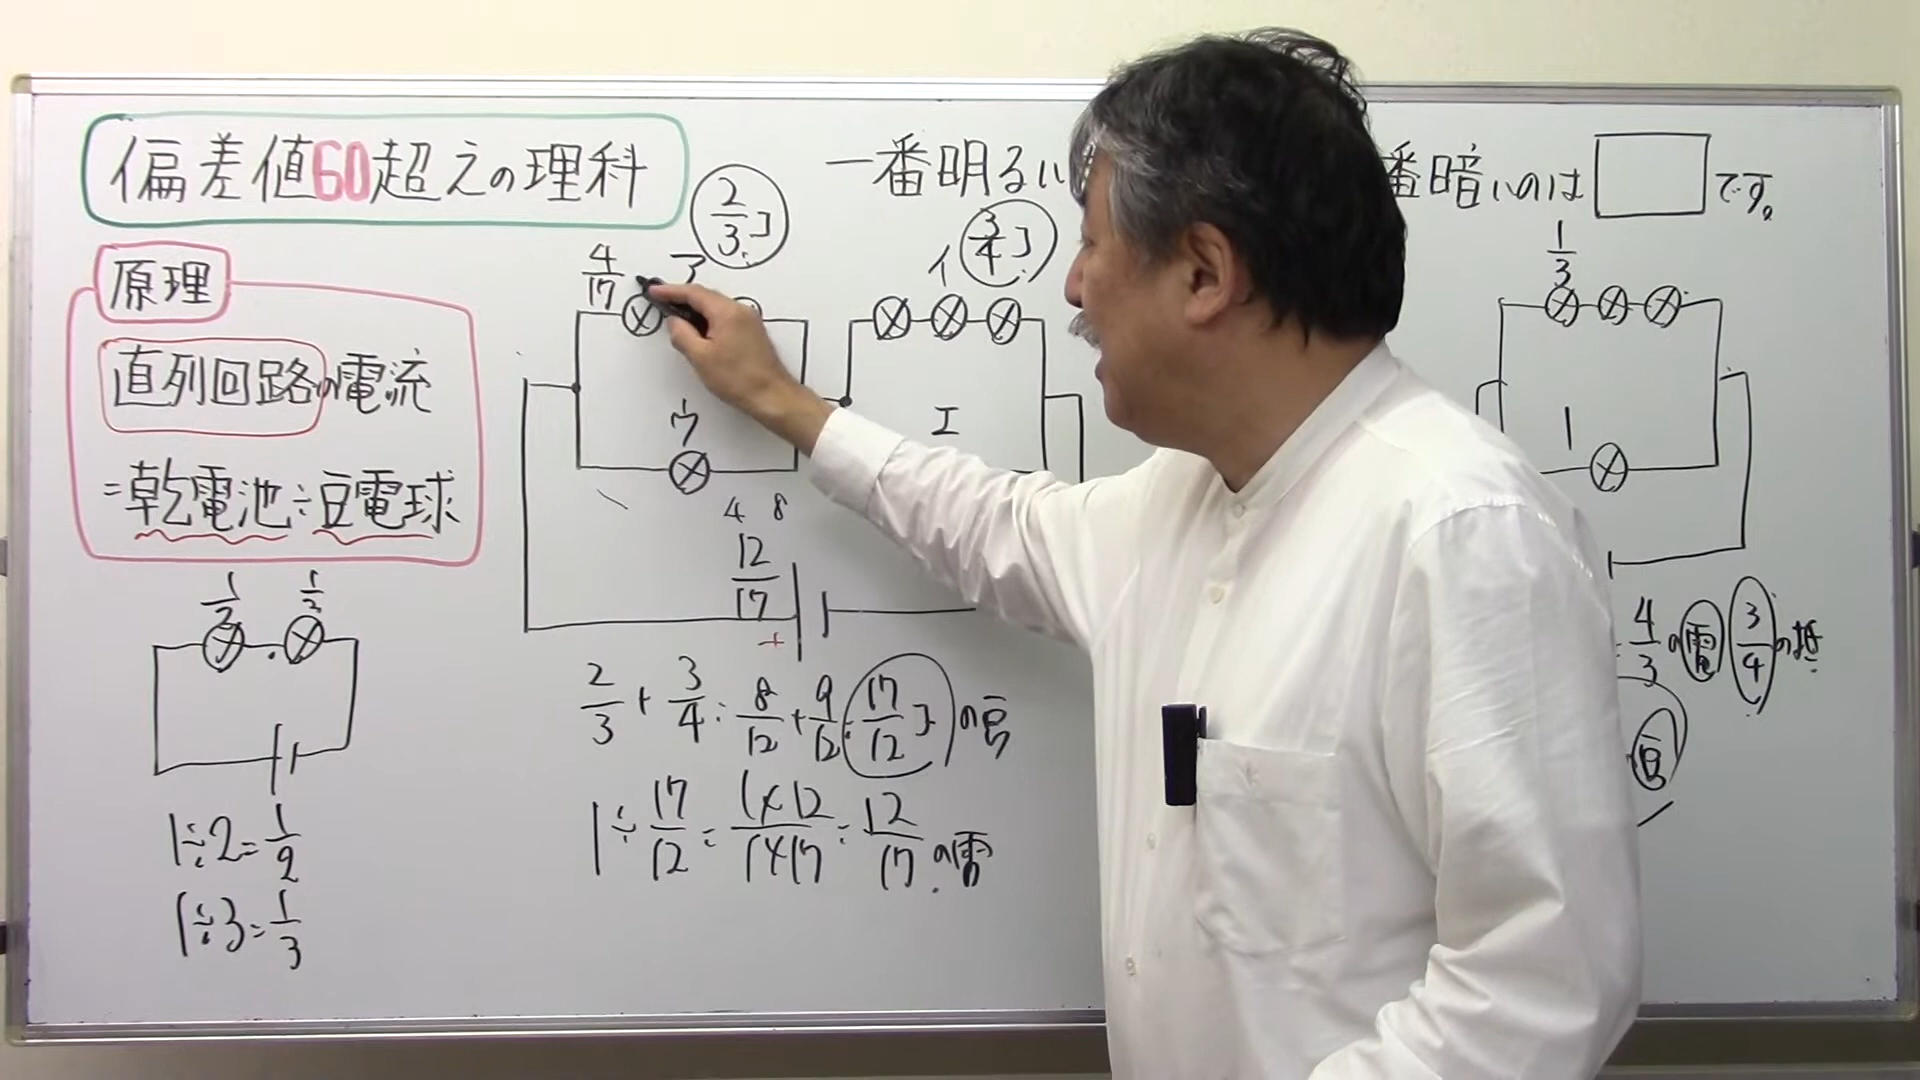 偏差値60超えの理科
一番明るい
番暗いのは□です。
原理
直列回路の電流
=乾電池÷豆電球
1/2 1/2
1÷2=1/2
1÷3=1/3
4/17 ア 2/3コ
イ 3/4コ
ウ
エ
4 8
12/17
+
2/3+3/4=8/12+9/12=17/12コの豆
1÷17/12=1×12/1×17=12/17の電
1/3
1
=4/3の電 3/4の抵
豆